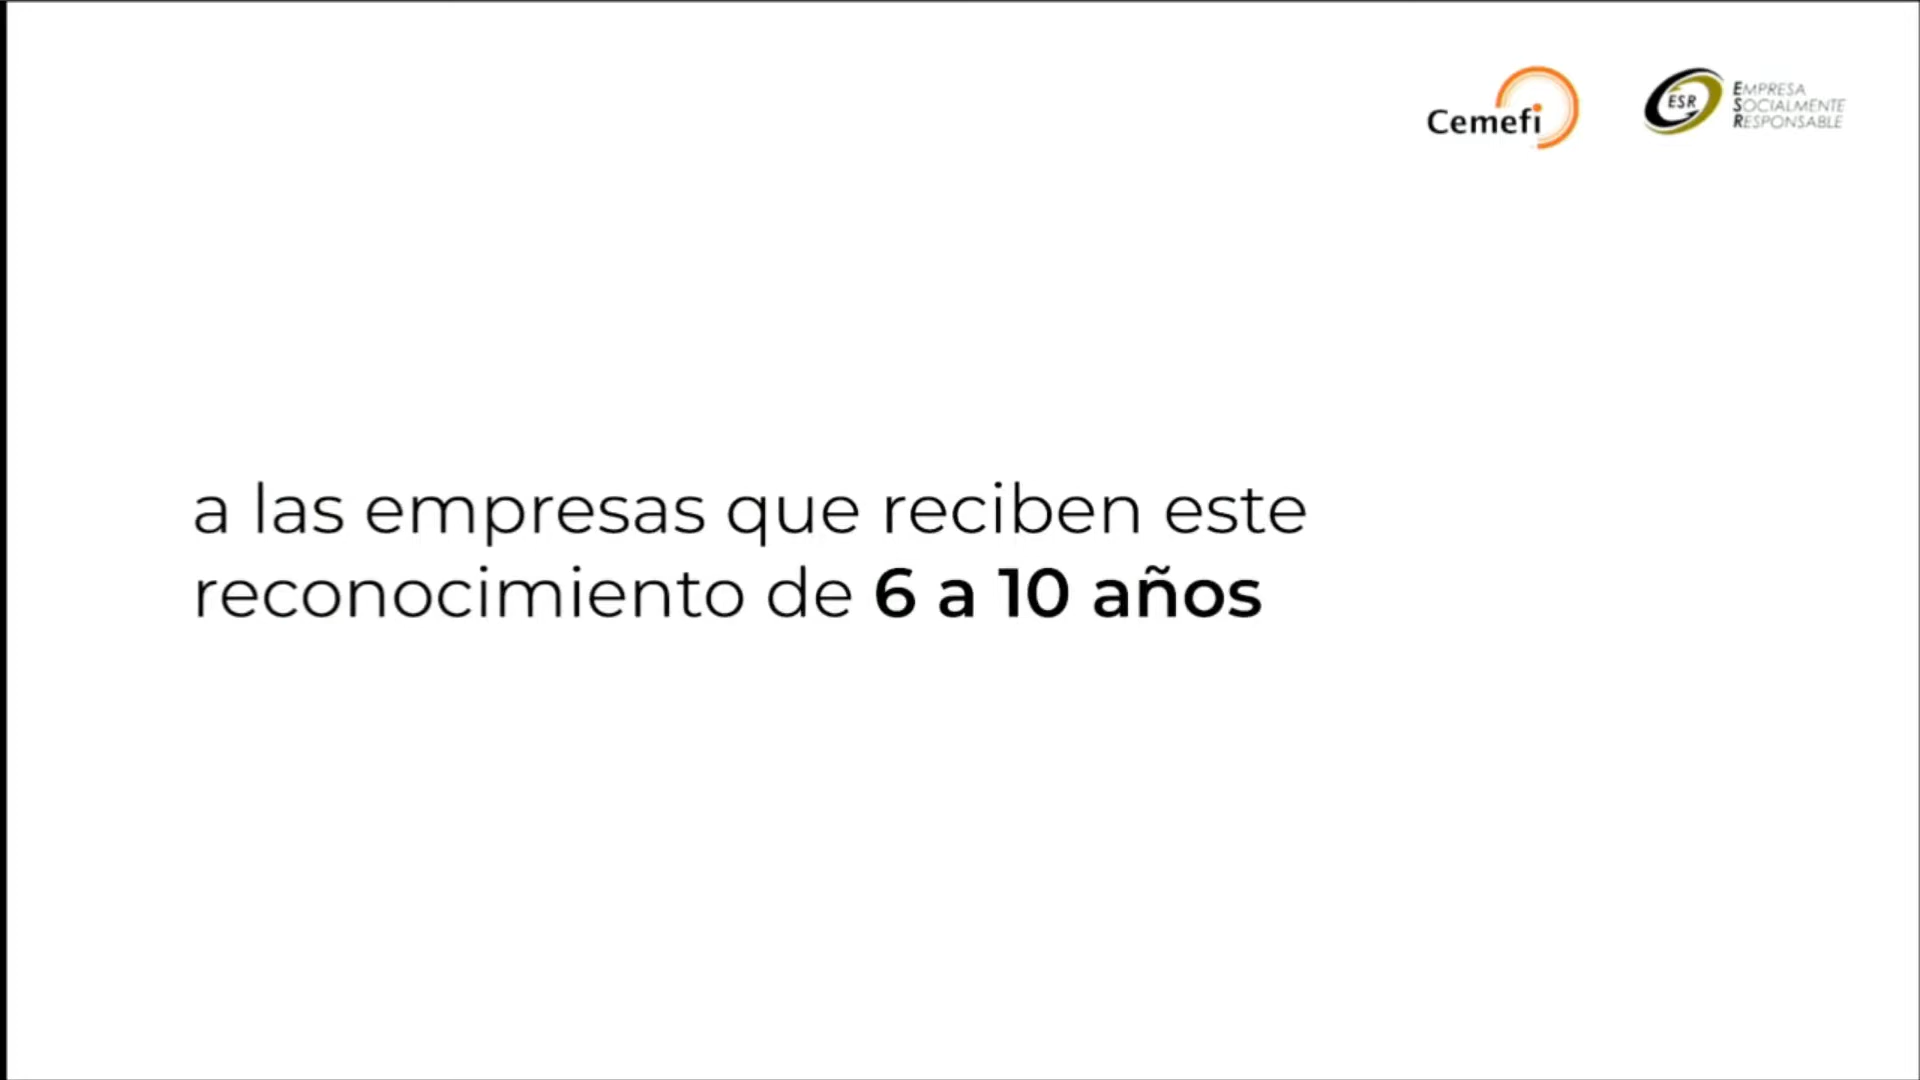 Cemefi
ESR
EMPRESA
SOCIALMENTE
RESPONSABLE
a las empresas que reciben este
reconocimiento de 6 a 10 años